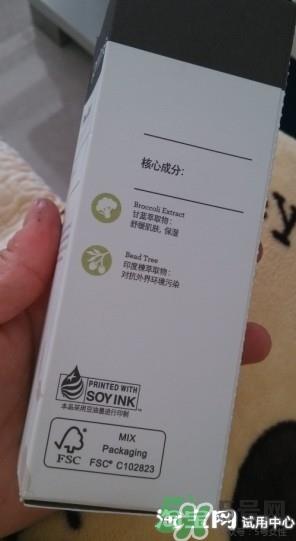 核心成分:
Broccoli Extract
甘蓝萃取物:
舒缓肌肤, 保湿
Bead Tree
印度楝萃取物:
对抗外界环境污染
PRINTED WITH
SOY INK™
本品采用豆油墨进行印制
FSC
MIX
Packaging
FSC® C102823
试用中心